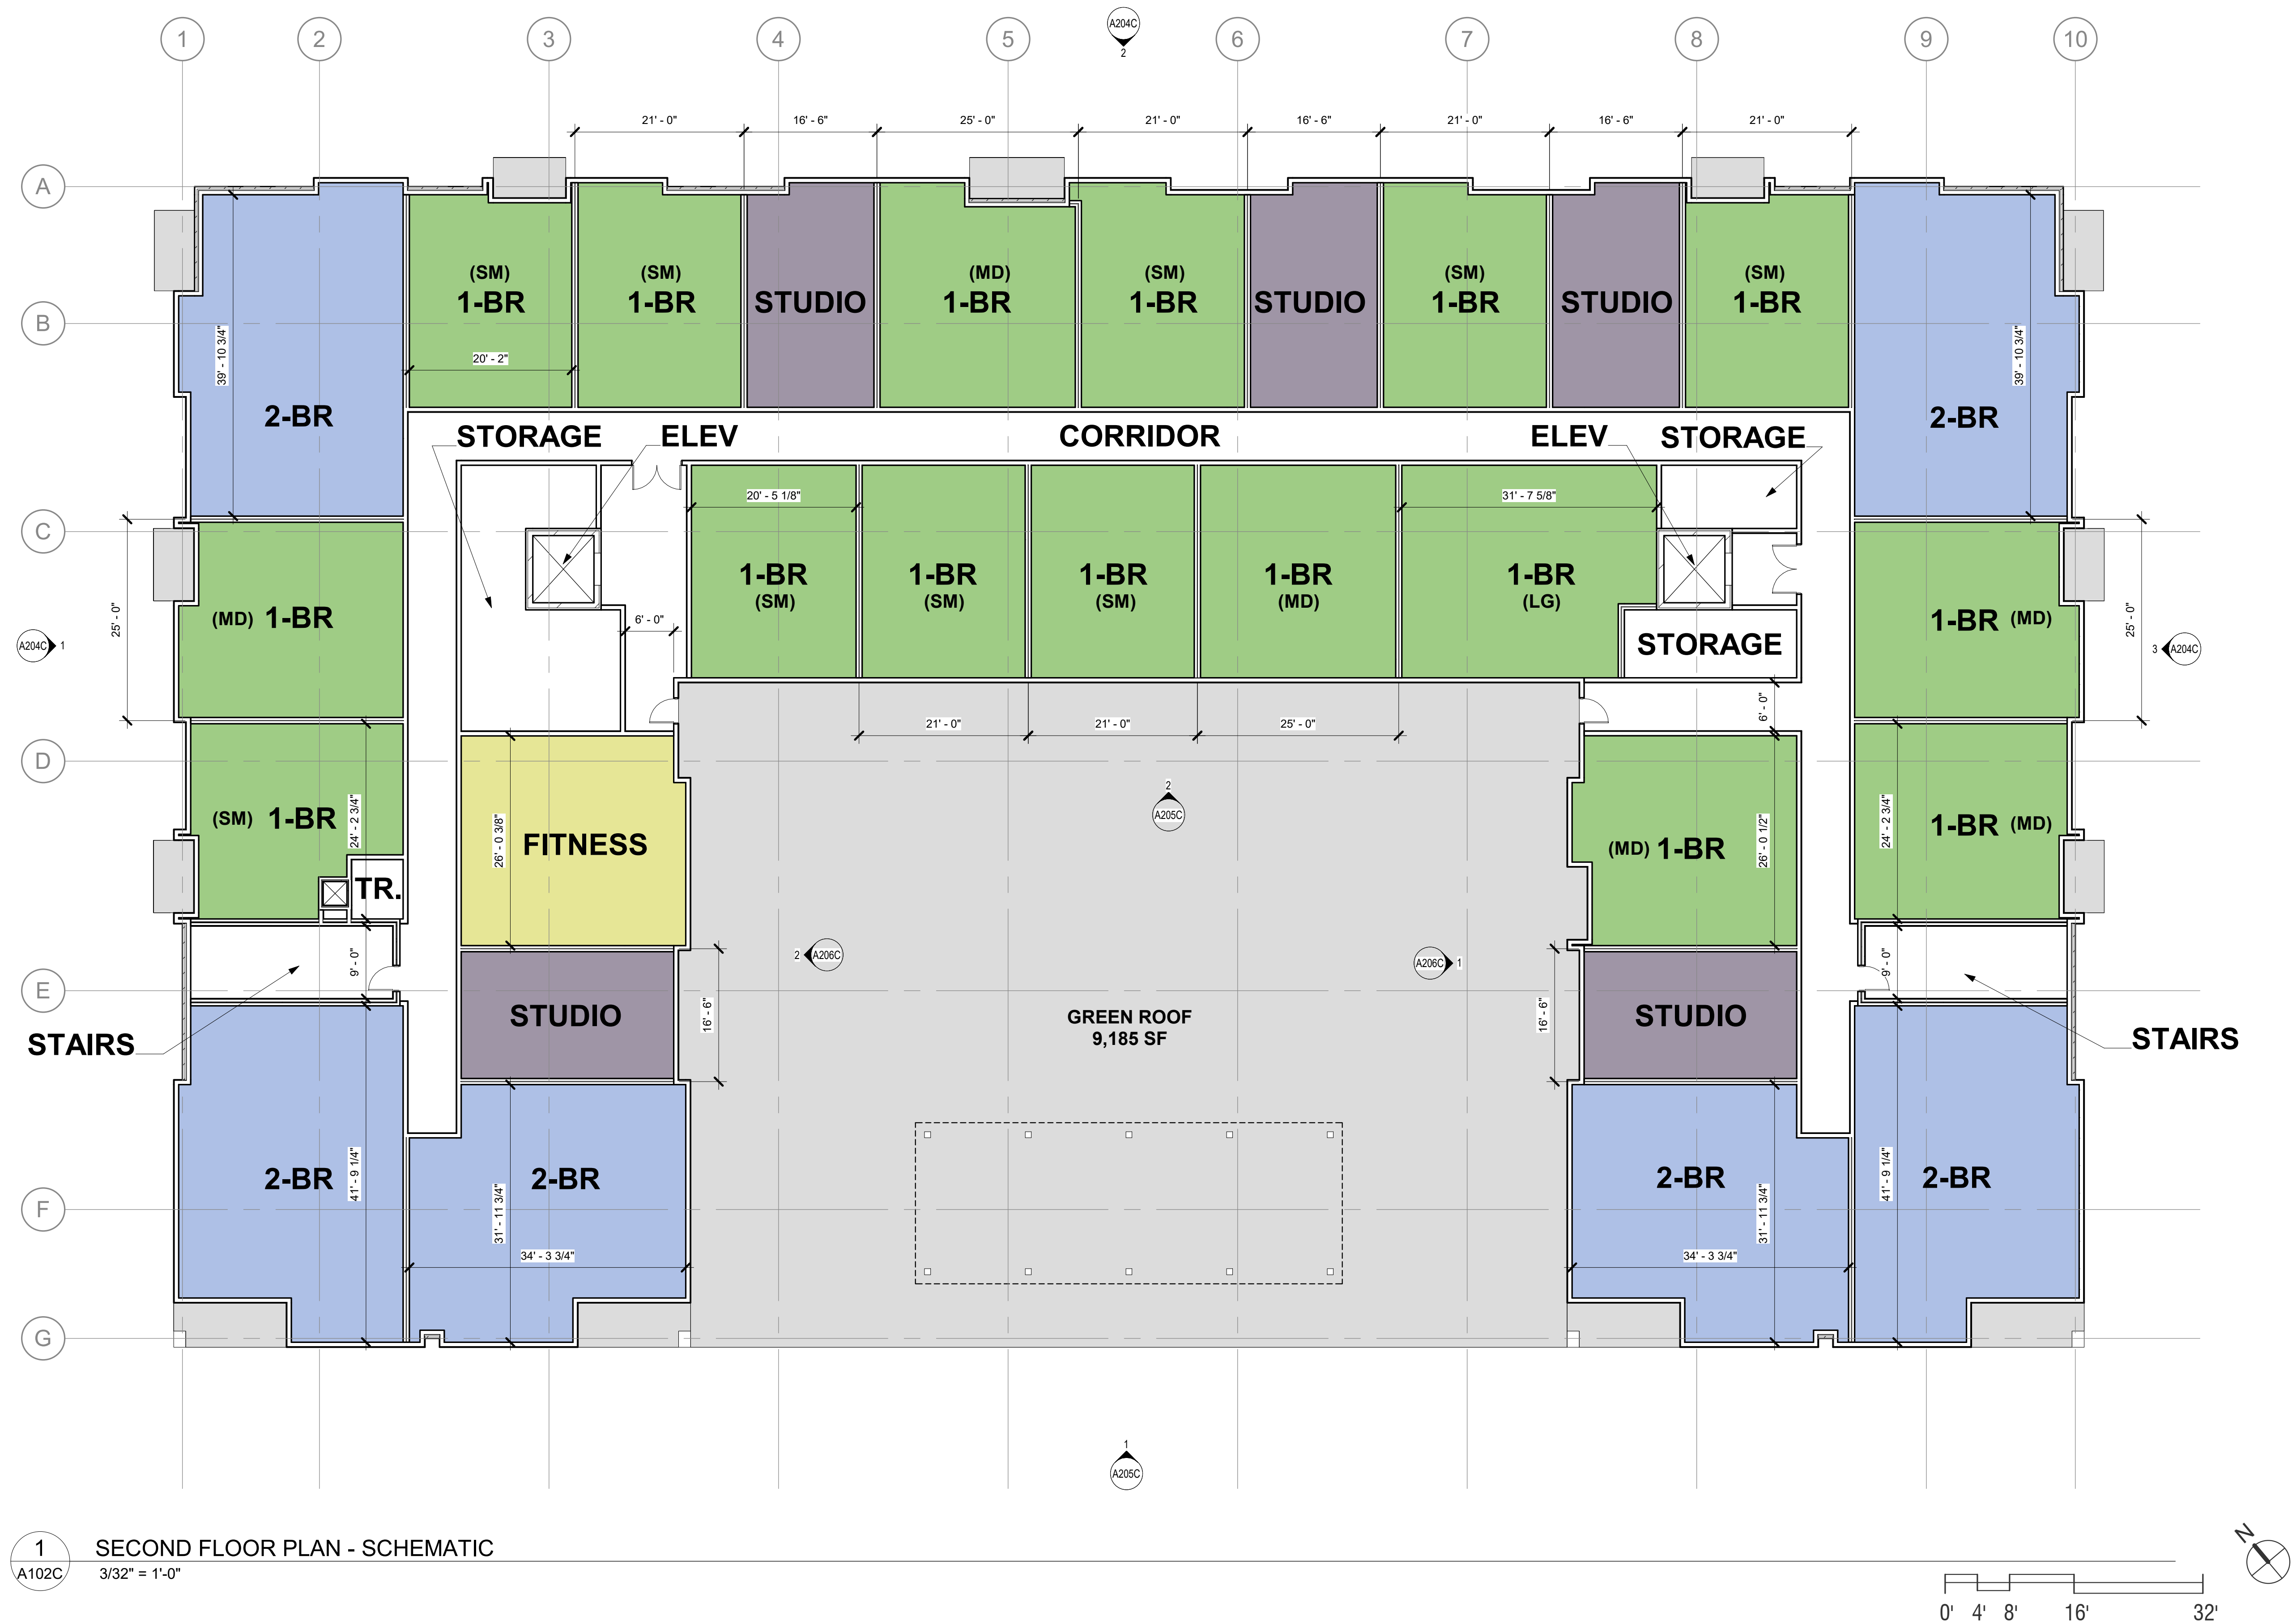 1 2 3 4 5 6 7 8 9 10
A204C
2
21' - 0" 16' - 6" 25' - 0" 21' - 0" 16' - 6" 21' - 0" 16' - 6" 21' - 0"
A
(SM) (SM) (MD) (SM) (SM) (SM)
1-BR 1-BR STUDIO 1-BR 1-BR STUDIO 1-BR STUDIO 1-BR
B
39' - 10 3/4" 20' - 2" 39' - 10 3/4"
2-BR 2-BR
STORAGE ELEV CORRIDOR ELEV STORAGE
20' - 5 1/8" 31' - 7 5/8"
C
1-BR 1-BR 1-BR 1-BR 1-BR
(SM) (SM) (SM) (MD) (LG)
25' - 0" (MD) 1-BR 6' - 0" 1-BR (MD) 25' - 0"
A204C 1 STORAGE 3 A204C
6' - 0"
21' - 0" 21' - 0" 25' - 0"
D
2
A205C
(SM) 1-BR 24' - 2 3/4" 24' - 2 3/4" 1-BR (MD)
26' - 0 3/8" FITNESS (MD) 1-BR 26' - 0 1/2"
TR.
9' - 0" 2 A206C A206C 1 9' - 0"
E
STUDIO 16' - 6" 16' - 6" STUDIO
GREEN ROOF
9,185 SF
STAIRS STAIRS
2-BR 41' - 9 1/4" 2-BR 2-BR 41' - 9 1/4" 2-BR
F
31' - 11 3/4" 31' - 11 3/4"
34' - 3 3/4" 34' - 3 3/4"
G
1
A205C
1 SECOND FLOOR PLAN - SCHEMATIC
A102C 3/32" = 1'-0"
N
0' 4' 8' 16' 32'